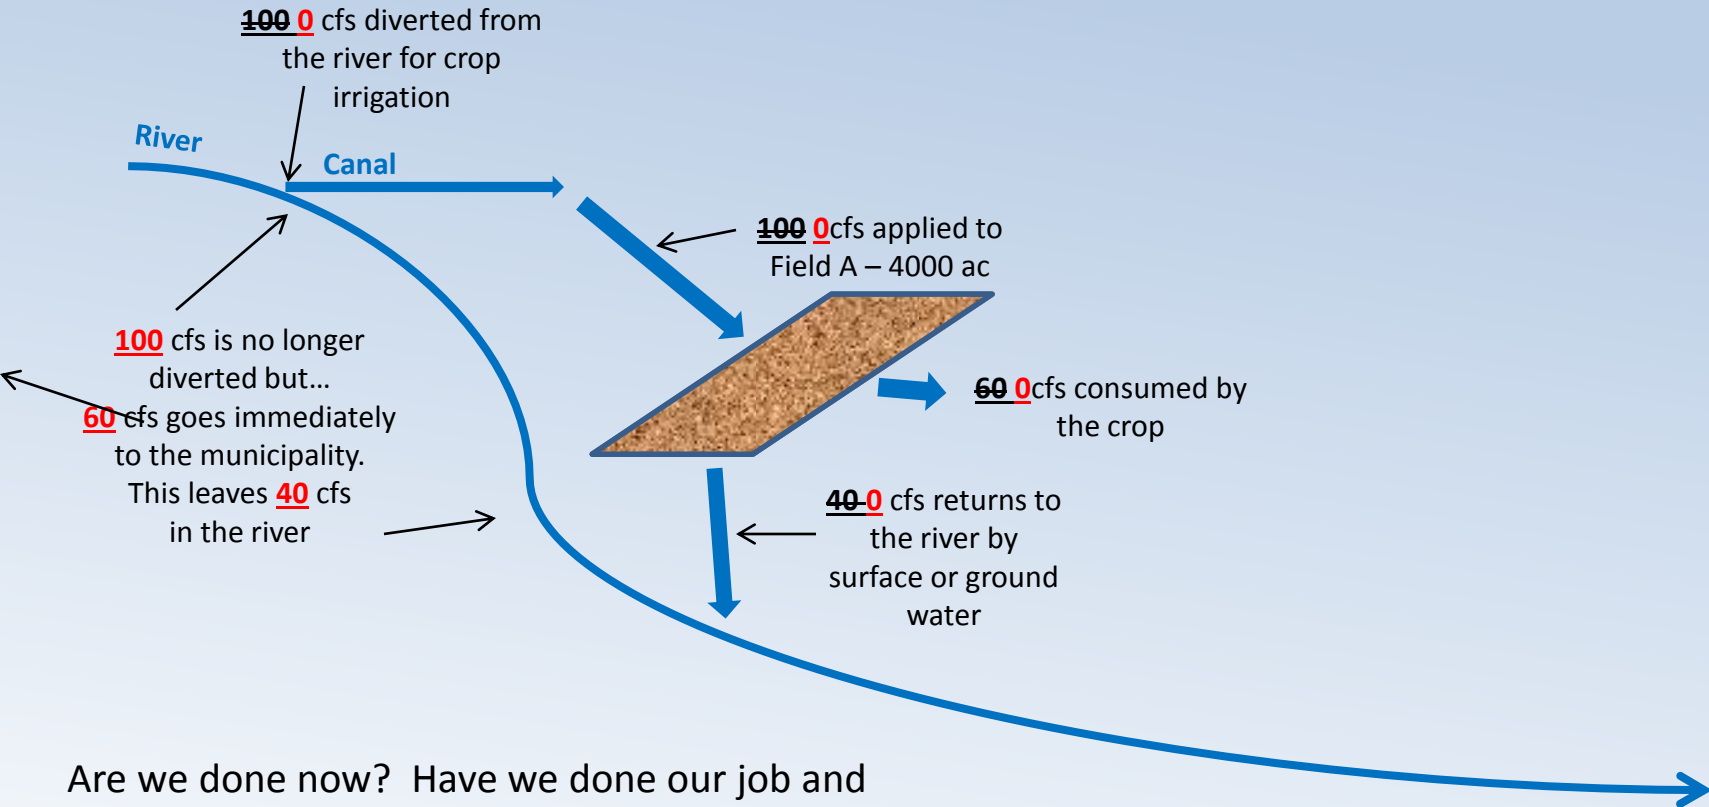 100 0 cfs diverted from
the river for crop
irrigation
River
Canal
100 0cfs applied to
Field A – 4000 ac
100 cfs is no longer
diverted but...
60 cfs goes immediately
to the municipality.
This leaves 40 cfs
in the river
60 0cfs consumed by
the crop
40 0 cfs returns to
the river by
surface or ground
water
Are we done now?  Have we done our job and